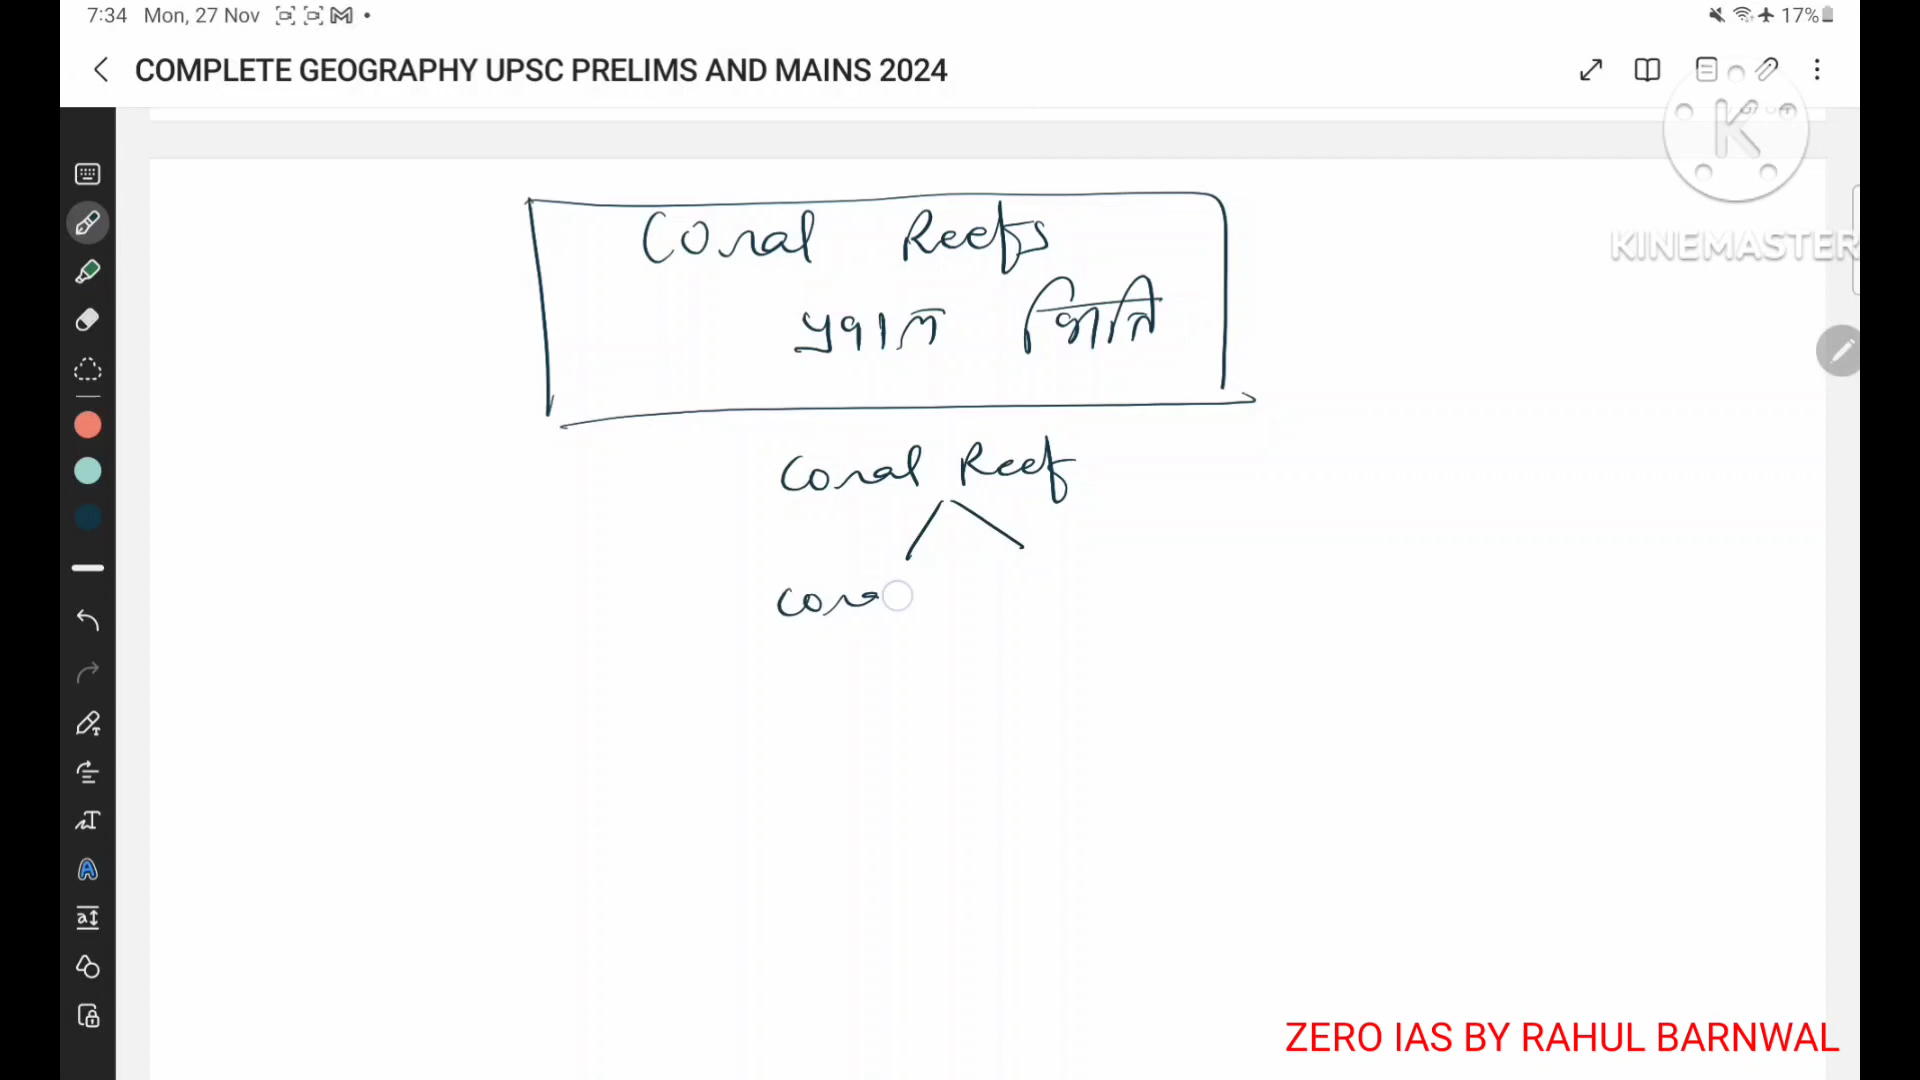 7:34 Mon, 27 Nov
17%
COMPLETE GEOGRAPHY UPSC PRELIMS AND MAINS 2024
K
KINEMASTER
Coral Reefs
प्रवाल भित्ति
Coral Reef
Cora
ZERO IAS BY RAHUL BARNWAL